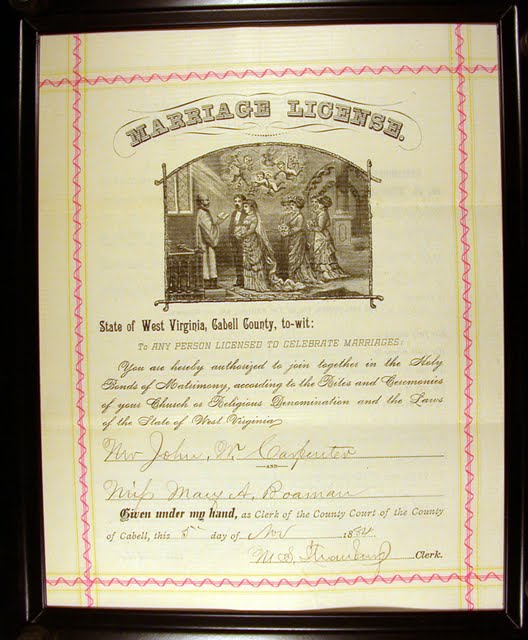 MARRIAGE LICENSE.
State of West Virginia, Cabell County, to-wit:
To ANY PERSON LICENSED TO CELEBRATE MARRIAGES:
You are hereby authorized to join together in the Holy
Bonds of Matrimony, according to the Rites and Ceremonies
of your Church or Religious Denomination and the Laws
of the State of West Virginia
Mr John, W. Carpenter
AND
Miss Mary A. Boaman
Given under my hand, as Clerk of the County Court of the County
of Cabell, this 5th day of Nov 188
Clerk.